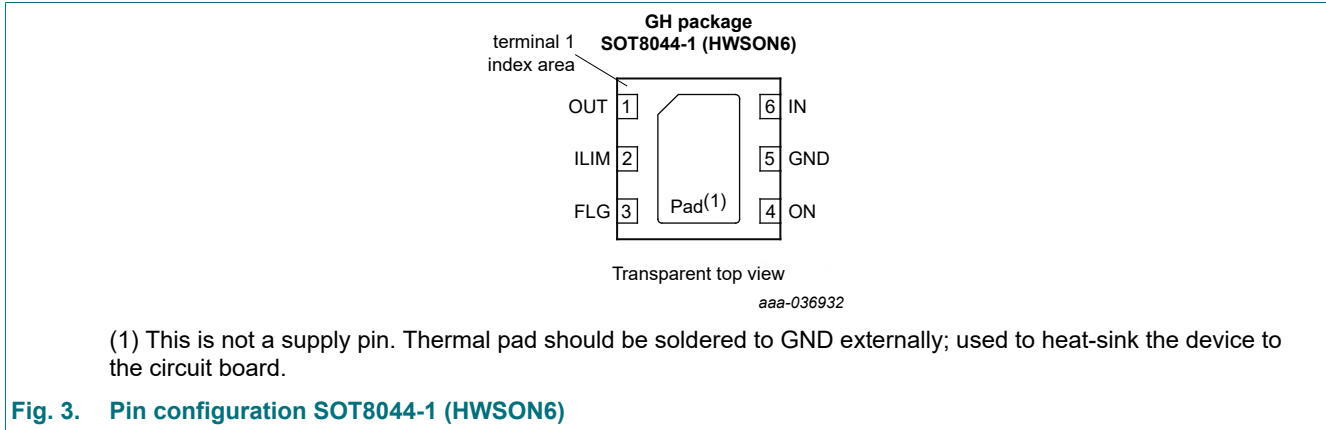 GH package
SOT8044-1 (HWSON6)
terminal 1
index area
OUT 1 6 IN
ILIM 2 5 GND
FLG 3 Pad(1) 4 ON
Transparent top view
aaa-036932
(1) This is not a supply pin. Thermal pad should be soldered to GND externally; used to heat-sink the device to
the circuit board.
Fig. 3. Pin configuration SOT8044-1 (HWSON6)